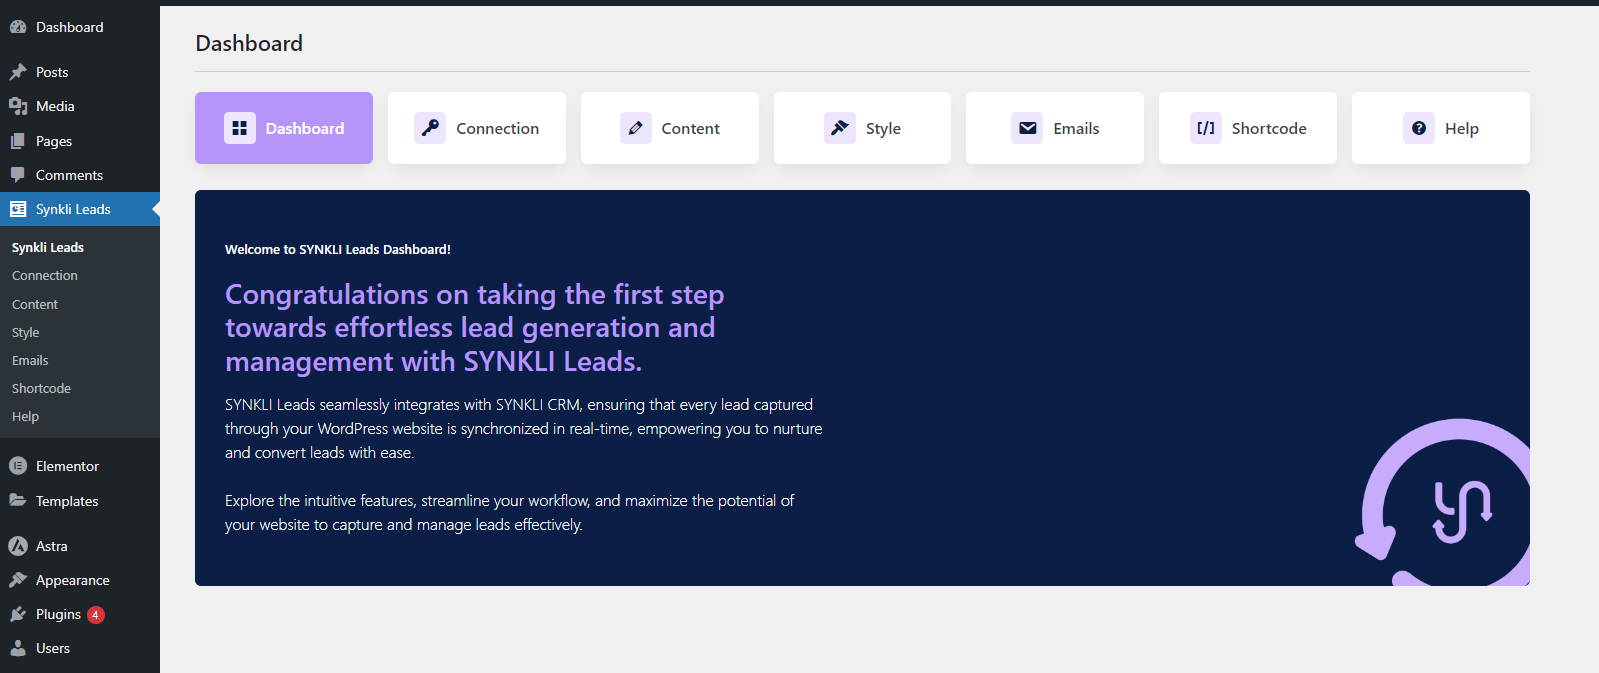 Dashboard
Posts
Media
Pages
Comments
Synkli Leads
Synkli Leads
Connection
Content
Style
Emails
Shortcode
Help
Elementor
Templates
Astra
Appearance
Plugins 4
Users
Dashboard
Dashboard
Connection
Content
Style
Emails
[/] Shortcode
Help
Welcome to SYNKLI Leads Dashboard!
Congratulations on taking the first step
towards effortless lead generation and
management with SYNKLI Leads.
SYNKLI Leads seamlessly integrates with SYNKLI CRM, ensuring that every lead captured
through your WordPress website is synchronized in real-time, empowering you to nurture
and convert leads with ease.
Explore the intuitive features, streamline your workflow, and maximize the potential of
your website to capture and manage leads effectively.